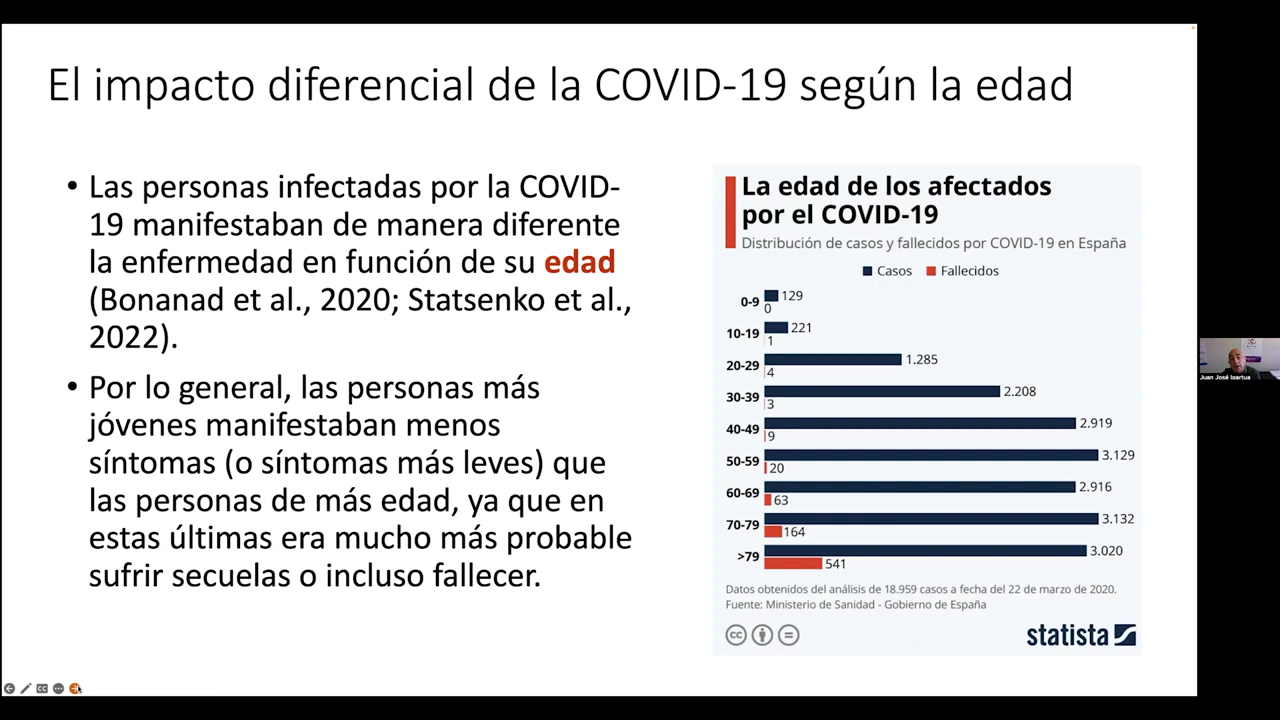 El impacto diferencial de la COVID-19 según la edad
• Las personas infectadas por la COVID-
19 manifestaban de manera diferente
la enfermedad en función de su edad
(Bonanad et al., 2020; Statsenko et al.,
2022).
• Por lo general, las personas más
jóvenes manifestaban menos
síntomas (o síntomas más leves) que
las personas de más edad, ya que en
estas últimas era mucho más probable
sufrir secuelas o incluso fallecer.
La edad de los afectados
por el COVID-19
Distribución de casos y fallecidos por COVID-19 en España
Casos Fallecidos
0-9 129
0
10-19 221
1
20-29 1.285
4
30-39 2.208
3
40-49 2.919
9
50-59 3.129
20
60-69 2.916
63
70-79 3.132
164
>79 3.020
541
Datos obtenidos del análisis de 18.959 casos a fecha del 22 de marzo de 2020.
Fuente: Ministerio de Sanidad - Gobierno de España
cc
statista
Juan José Igartua